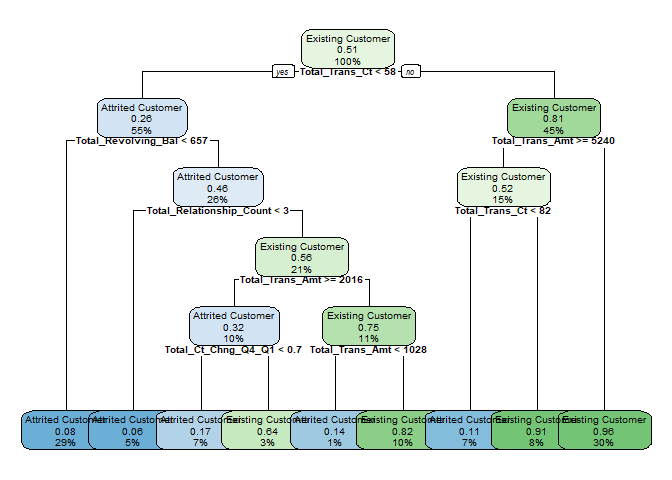 Existing Customer
0.51
100%
yes Total_Trans_Ct < 58 no
Attrited Customer
0.26
55%
Total_Revolving_Bal < 657
Existing Customer
0.81
45%
Total_Trans_Amt >= 5240
Attrited Customer
0.46
26%
Total_Relationship_Count < 3
Existing Customer
0.52
15%
Total_Trans_Ct < 82
Existing Customer
0.56
21%
Total_Trans_Amt >= 2016
Attrited Customer
0.32
10%
Total_Ct_Chng_Q4_Q1 < 0.7
Existing Customer
0.75
11%
Total_Trans_Amt < 1028
Attrited Customer
0.08
29%
Attrited Customer
0.06
5%
Attrited Customer
0.17
7%
Existing Customer
0.64
3%
Attrited Customer
0.14
1%
Existing Customer
0.82
10%
Attrited Customer
0.11
7%
Existing Customer
0.91
8%
Existing Customer
0.96
30%